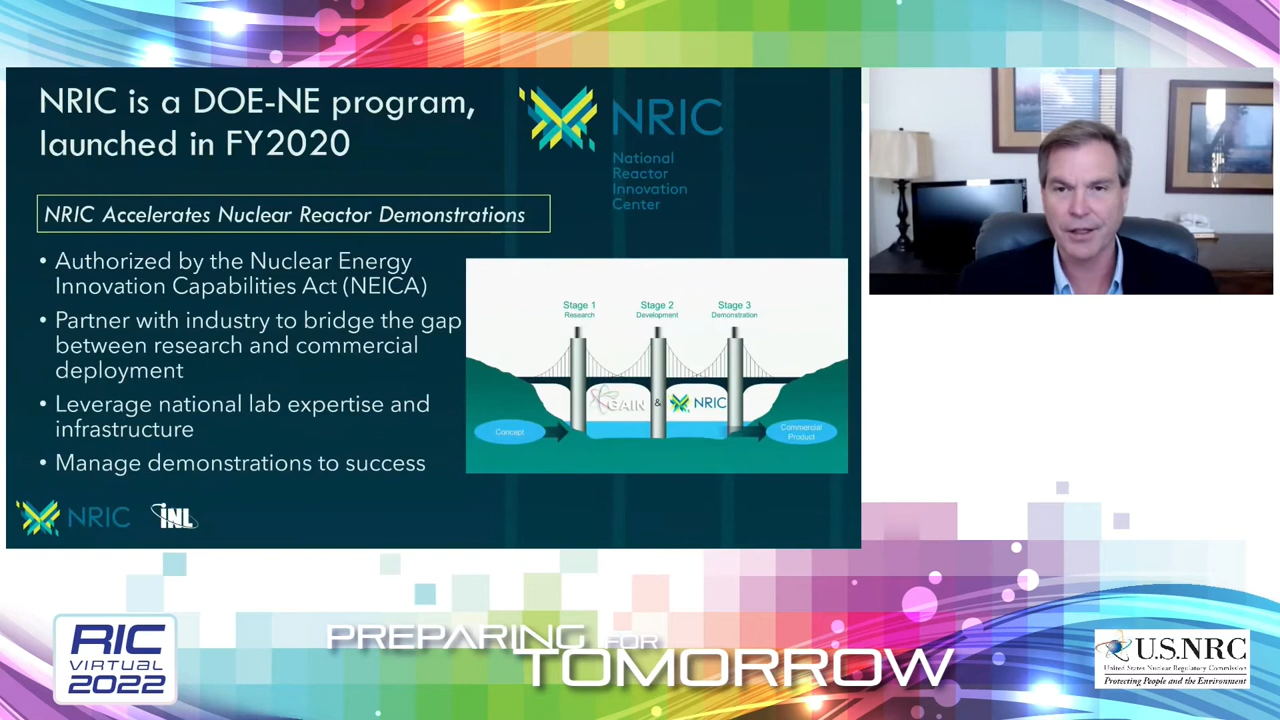 NRIC is a DOE-NE program,
launched in FY2020
NRIC
National
Reactor
Innovation
Center
NRIC Accelerates Nuclear Reactor Demonstrations
• Authorized by the Nuclear Energy
Innovation Capabilities Act (NEICA)
• Partner with industry to bridge the gap
between research and commercial
deployment
• Leverage national lab expertise and
infrastructure
• Manage demonstrations to success
Stage 1
Research
Stage 2
Development
Stage 3
Demonstration
GAIN & NRIC
Concept
Commercial
Product
NRIC INL
RIC
VIRTUAL
2022
PREPARING FOR
TOMORROW
U.S.NRC
United States Nuclear Regulatory Commission
Protecting People and the Environment